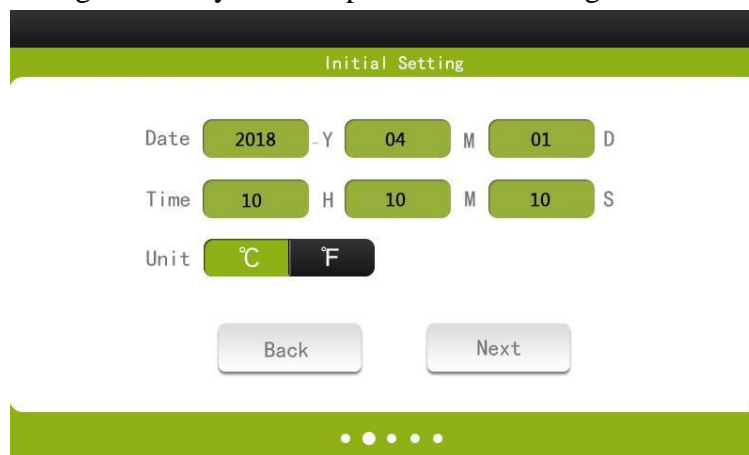 Initial Setting
Date 2018 -Y 04 M 01 D
Time 10 H 10 M 10 S
Unit ℃ ℉
Back Next